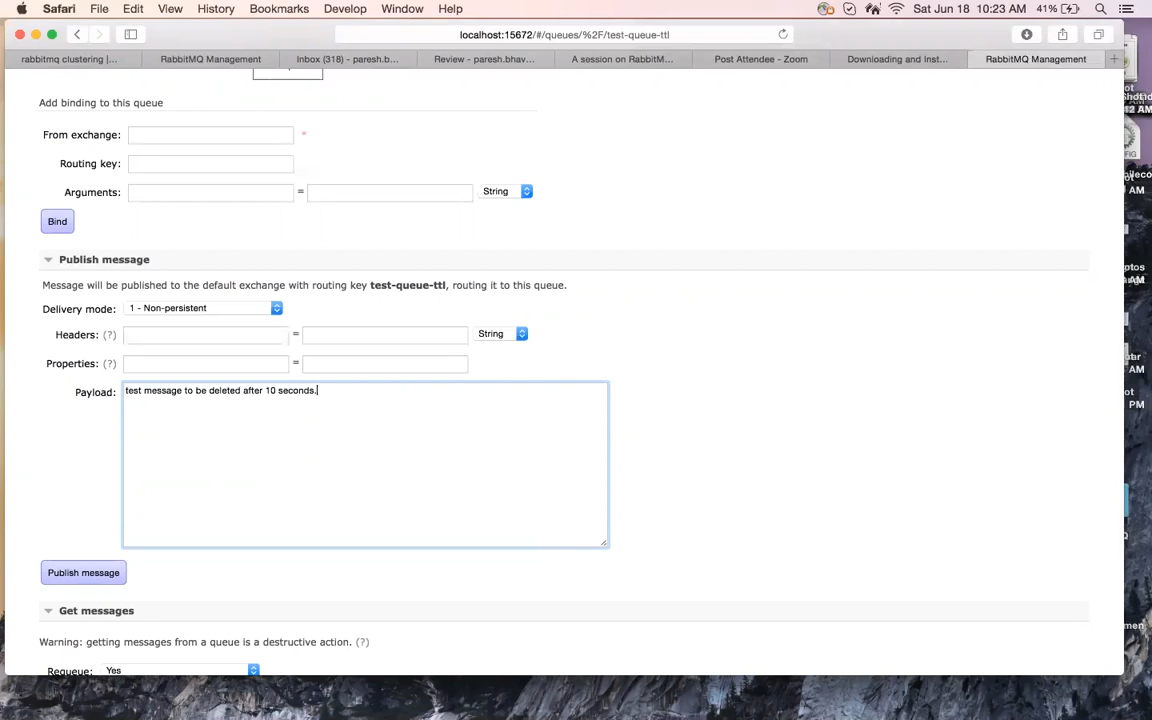 Safari File Edit View History Bookmarks Develop Window Help Sat Jun 18 10:23 AM 41%
localhost:15672/#/queues/%2F/test-queue-ttl
rabbitmq clustering |... RabbitMQ Management Inbox (318) - paresh.b... Review - paresh.bhav... A session on RabbitM... Post Attendee - Zoom Downloading and Inst... RabbitMQ Management +
Add binding to this queue
From exchange: *
Routing key:
Arguments: = String
Bind
Publish message
Message will be published to the default exchange with routing key test-queue-ttl, routing it to this queue.
Delivery mode: 1 - Non-persistent
Headers: (?) = String
Properties: (?) =
Payload: test message to be deleted after 10 seconds.
Publish message
Get messages
Warning: getting messages from a queue is a destructive action. (?)
Requeue: Yes